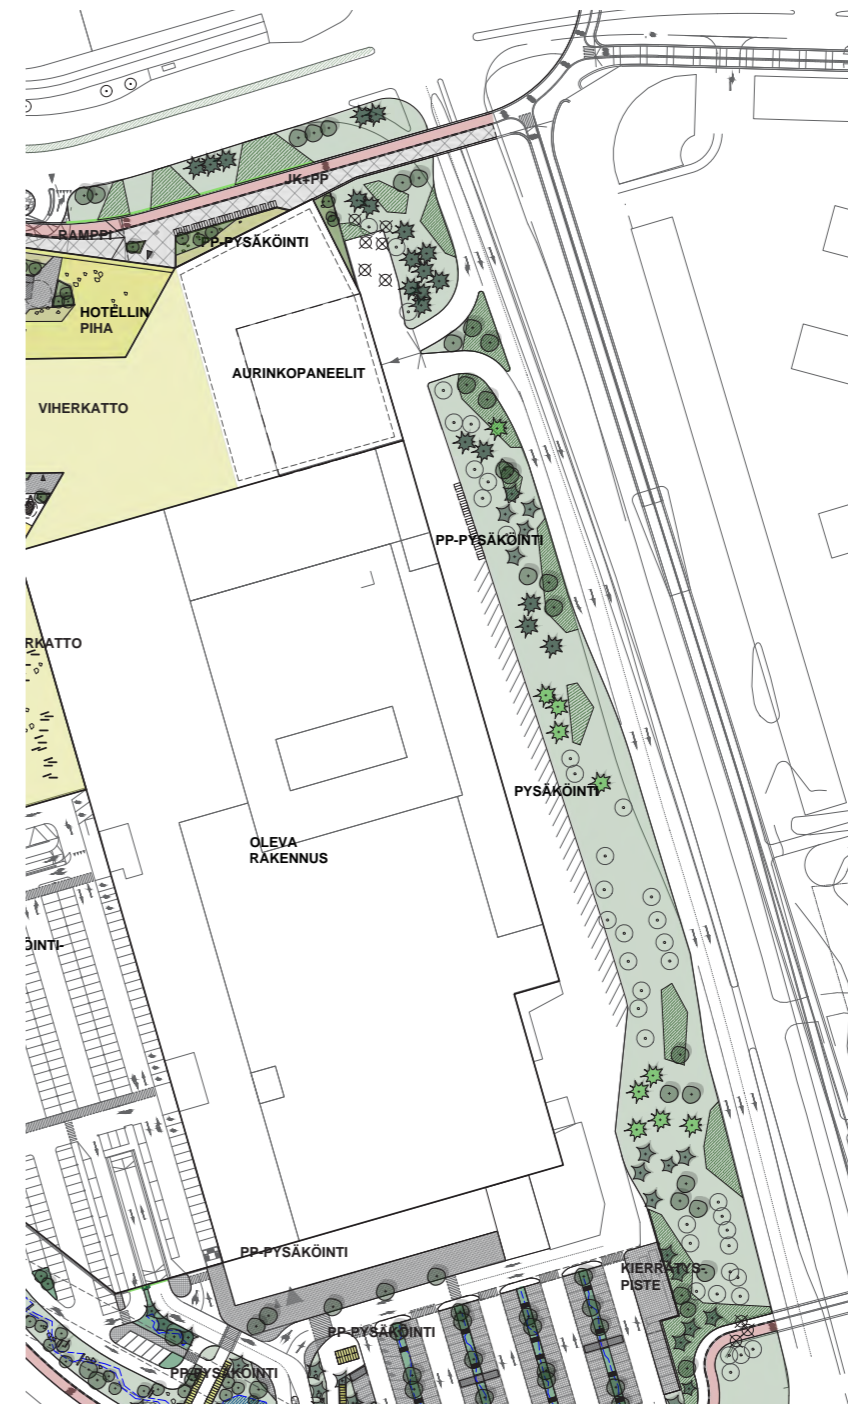 JK+PP
RAMPPI
PP-PYSÄKÖINTI
HOTELLIN
PIHA
AURINKOPANEELIT
VIHERKATTO
PP-PYSÄKÖINTI
RKATTO
PYSÄKÖINTI
OLEVA
RAKENNUS
ÖINTI-
PP-PYSÄKÖINTI
KIERRÄTYS-
PISTE
PP-PYSÄKÖINTI
PP-PYSÄKÖINTI